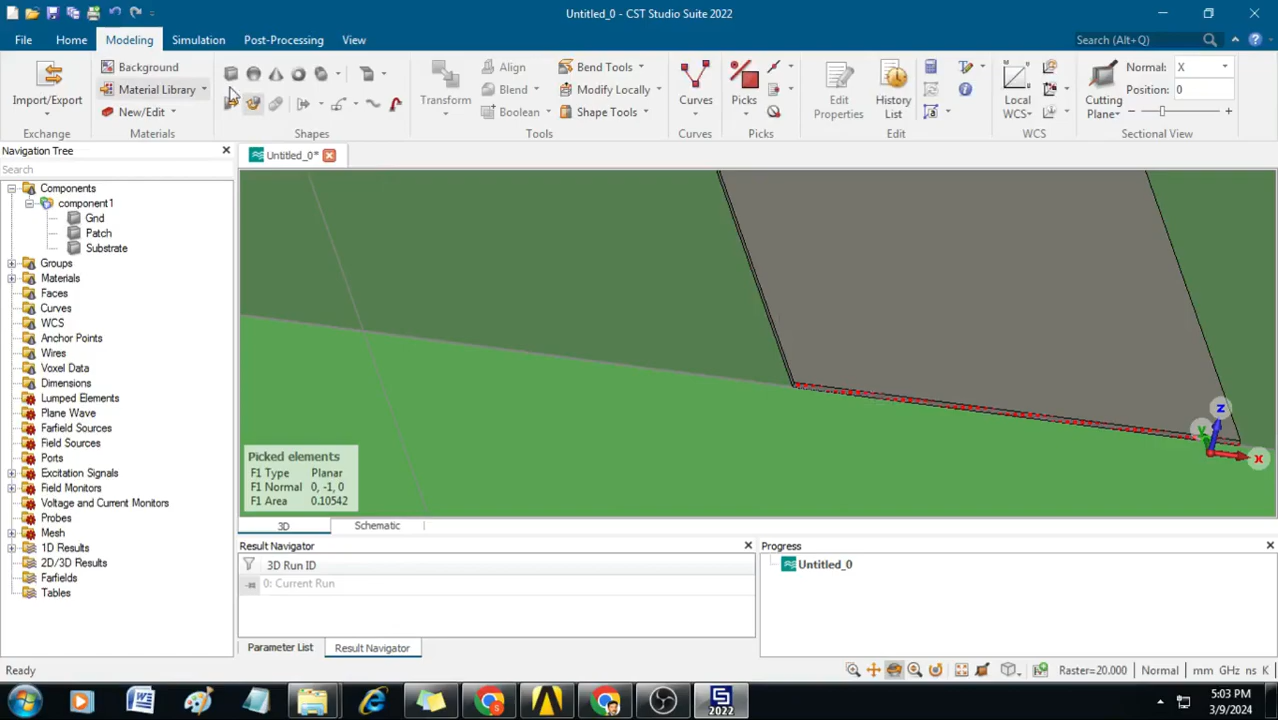 Untitled_0 - CST Studio Suite 2022
File
Home
Modeling
Simulation
Post-Processing
View
Search (Alt+Q)
Import/Export
Exchange
Background
Material Library
New/Edit
Materials
Shapes
Transform
Align
Blend
Boolean
Bend Tools
Modify Locally
Shape Tools
Tools
Curves
Curves
Picks
Picks
Edit Properties
History List
Edit
Local WCS
WCS
Cutting Plane
Normal: X
Position: 0
Sectional View
Navigation Tree
Search
Components
component1
Gnd
Patch
Substrate
Groups
Materials
Faces
Curves
WCS
Anchor Points
Wires
Voxel Data
Dimensions
Lumped Elements
Plane Wave
Farfield Sources
Field Sources
Ports
Excitation Signals
Field Monitors
Voltage and Current Monitors
Probes
Mesh
1D Results
2D/3D Results
Farfields
Tables
Untitled_0*
z
y
x
Picked elements
F1 Type Planar
F1 Normal 0, -1, 0
F1 Area 0.10542
3D
Schematic
Result Navigator
3D Run ID
0: Current Run
Parameter List
Result Navigator
Progress
Untitled_0
Ready
Raster=20.000
Normal
mm GHz ns K
2022
5:03 PM
3/9/2024